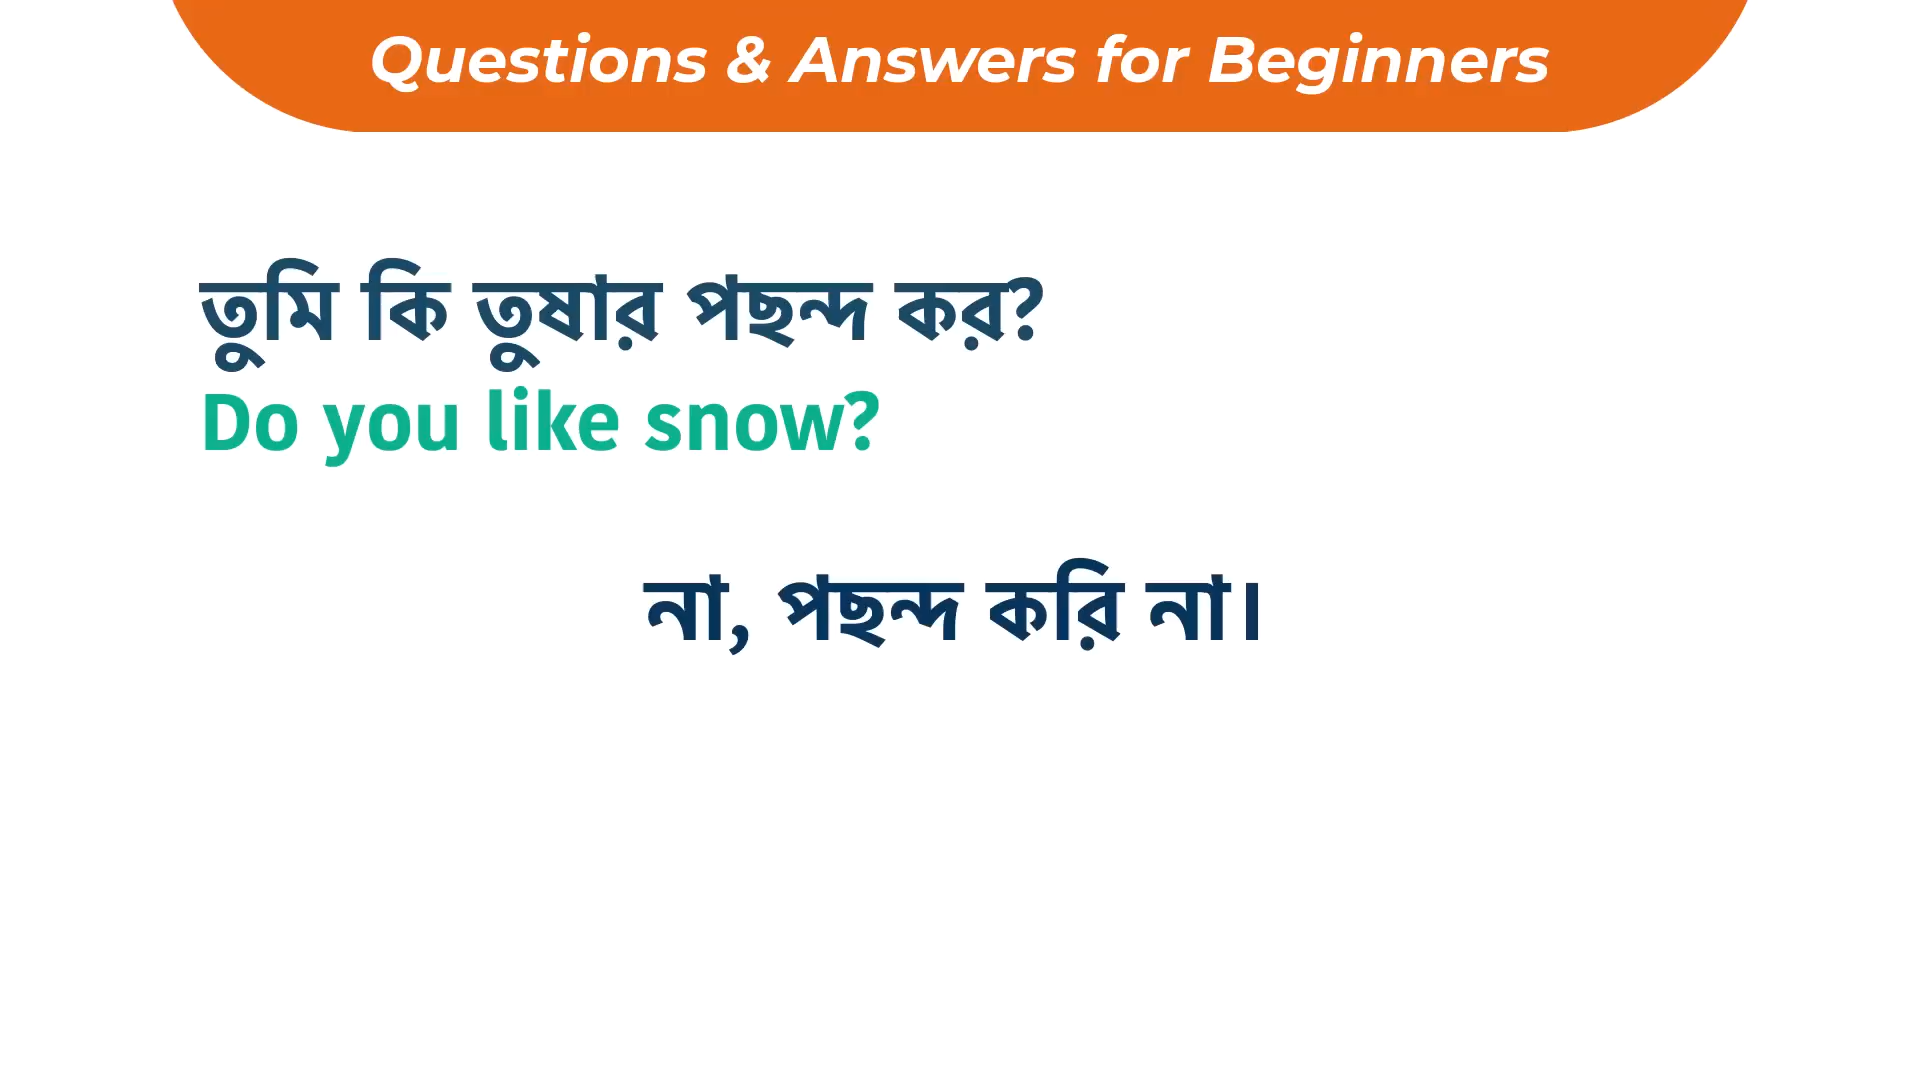 Questions & Answers for Beginners
তুমি কি তুষার পছন্দ কর?
Do you like snow?
না, পছন্দ করি না।